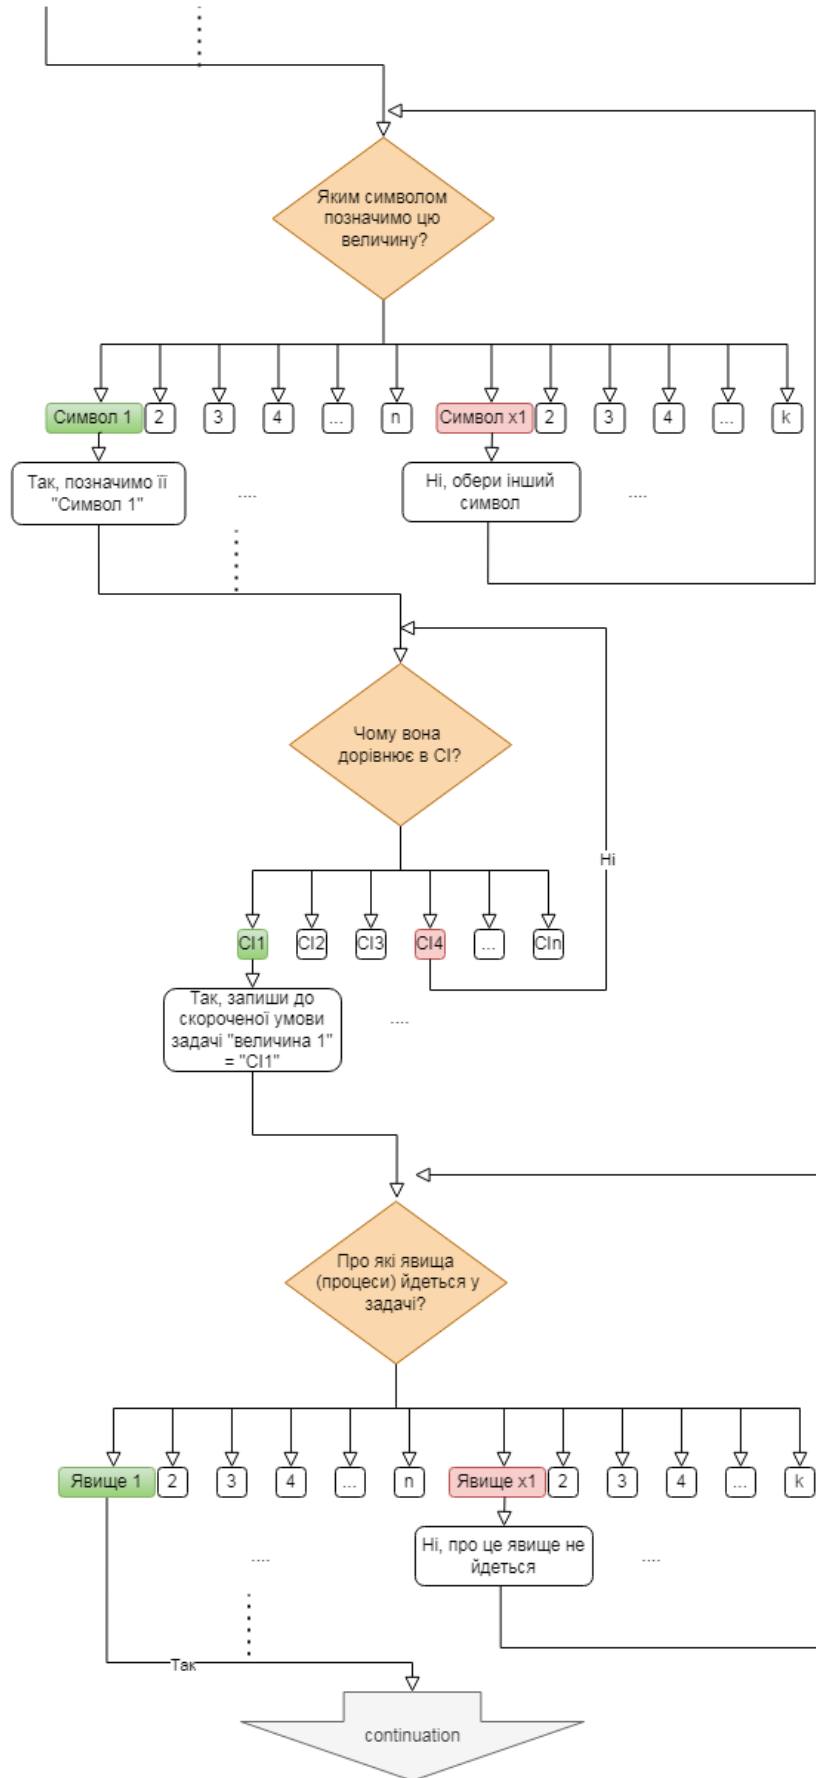 Яким символом
позначимо цю
величину?
Символ 1
2
3
4
...
n
Символ x1
2
3
4
...
k
Так, позначимо її
"Символ 1"
....
Ні, обери інший
символ
....
Чому вона
дорівнює в СІ?
Ні
СІ1
СІ2
СІ3
СІ4
...
СІn
Так, запиши до
скороченої умови
задачі "величина 1"
= "СІ1"
....
Про які явища
(процеси) йдеться у
задачі?
Явище 1
2
3
4
...
n
Явище x1
2
3
4
...
k
....
Ні, про це явище не
йдеться
....
Так
continuation